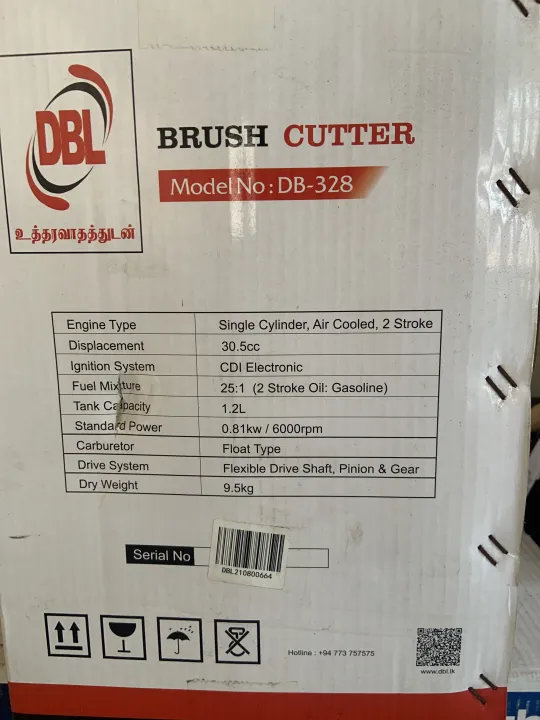 DBL
உத்தரவாதத்துடன்
BRUSH CUTTER
Model No : DB-328
Engine Type Single Cylinder, Air Cooled, 2 Stroke
Displacement 30.5cc
Ignition System CDI Electronic
Fuel Mixture 25:1 (2 Stroke Oil: Gasoline)
Tank Capacity 1.2L
Standard Power 0.81kw / 6000rpm
Carburetor Float Type
Drive System Flexible Drive Shaft, Pinion & Gear
Dry Weight 9.5kg
Serial No
DBL210800664
Hotline : +94 773 757575
www.dbl.lk